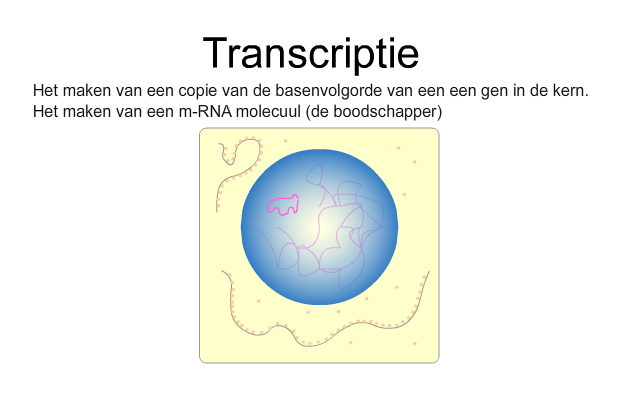 Transcriptie
Het maken van een copie van de basenvolgorde van een een gen in de kern.
Het maken van een m-RNA molecuul (de boodschapper)